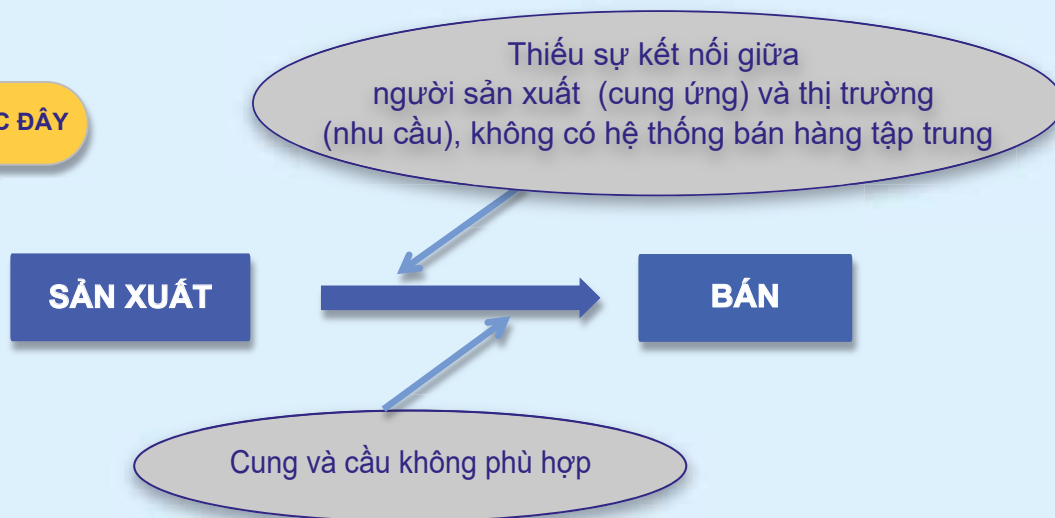 Thiếu sự kết nối giữa
người sản xuất (cung ứng) và thị trường
(nhu cầu), không có hệ thống bán hàng tập trung
ĐÂY
SẢN XUẤT
BÁN
Cung và cầu không phù hợp